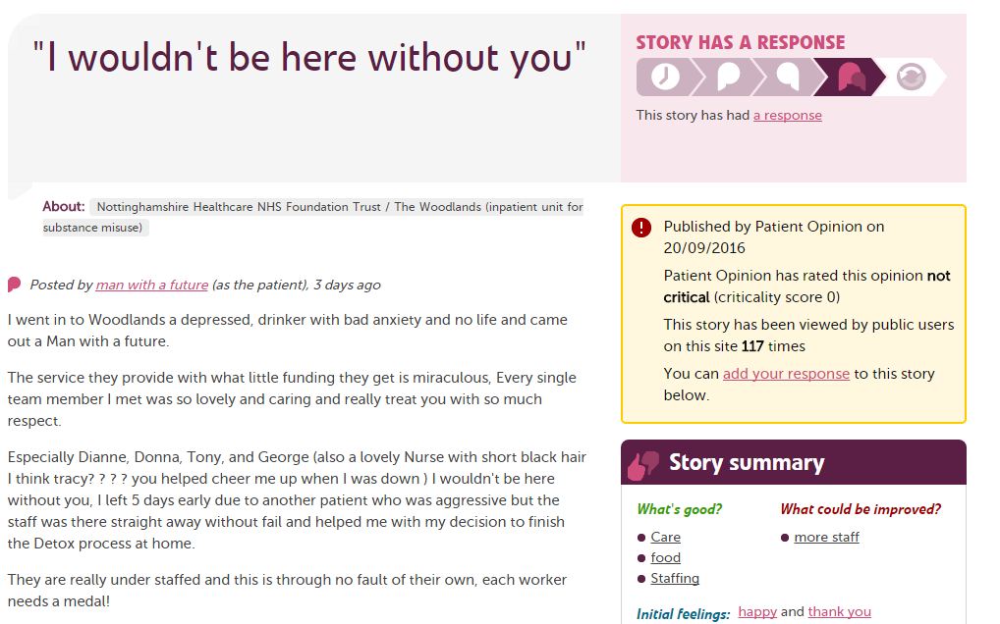 "I wouldn't be here without you"
STORY HAS A RESPONSE
This story has had a response
About: Nottinghamshire Healthcare NHS Foundation Trust / The Woodlands (inpatient unit for
substance misuse)
Posted by man with a future (as the patient), 3 days ago
I went in to Woodlands a depressed, drinker with bad anxiety and no life and came
out a Man with a future.
The service they provide with what little funding they get is miraculous, Every single
team member I met was so lovely and caring and really treat you with so much
respect.
Especially Dianne, Donna, Tony, and George (also a lovely Nurse with short black hair
I think tracy? ? ? ? you helped cheer me up when I was down ) I wouldn't be here
without you, I left 5 days early due to another patient who was aggressive but the
staff was there straight away without fail and helped me with my decision to finish
the Detox process at home.
They are really under staffed and this is through no fault of their own, each worker
needs a medal!
Published by Patient Opinion on
20/09/2016
Patient Opinion has rated this opinion not
critical (criticality score 0)
This story has been viewed by public users
on this site 117 times
You can add your response to this story
below.
Story summary
What's good?
Care
food
Staffing
What could be improved?
more staff
Initial feelings: happy and thank you